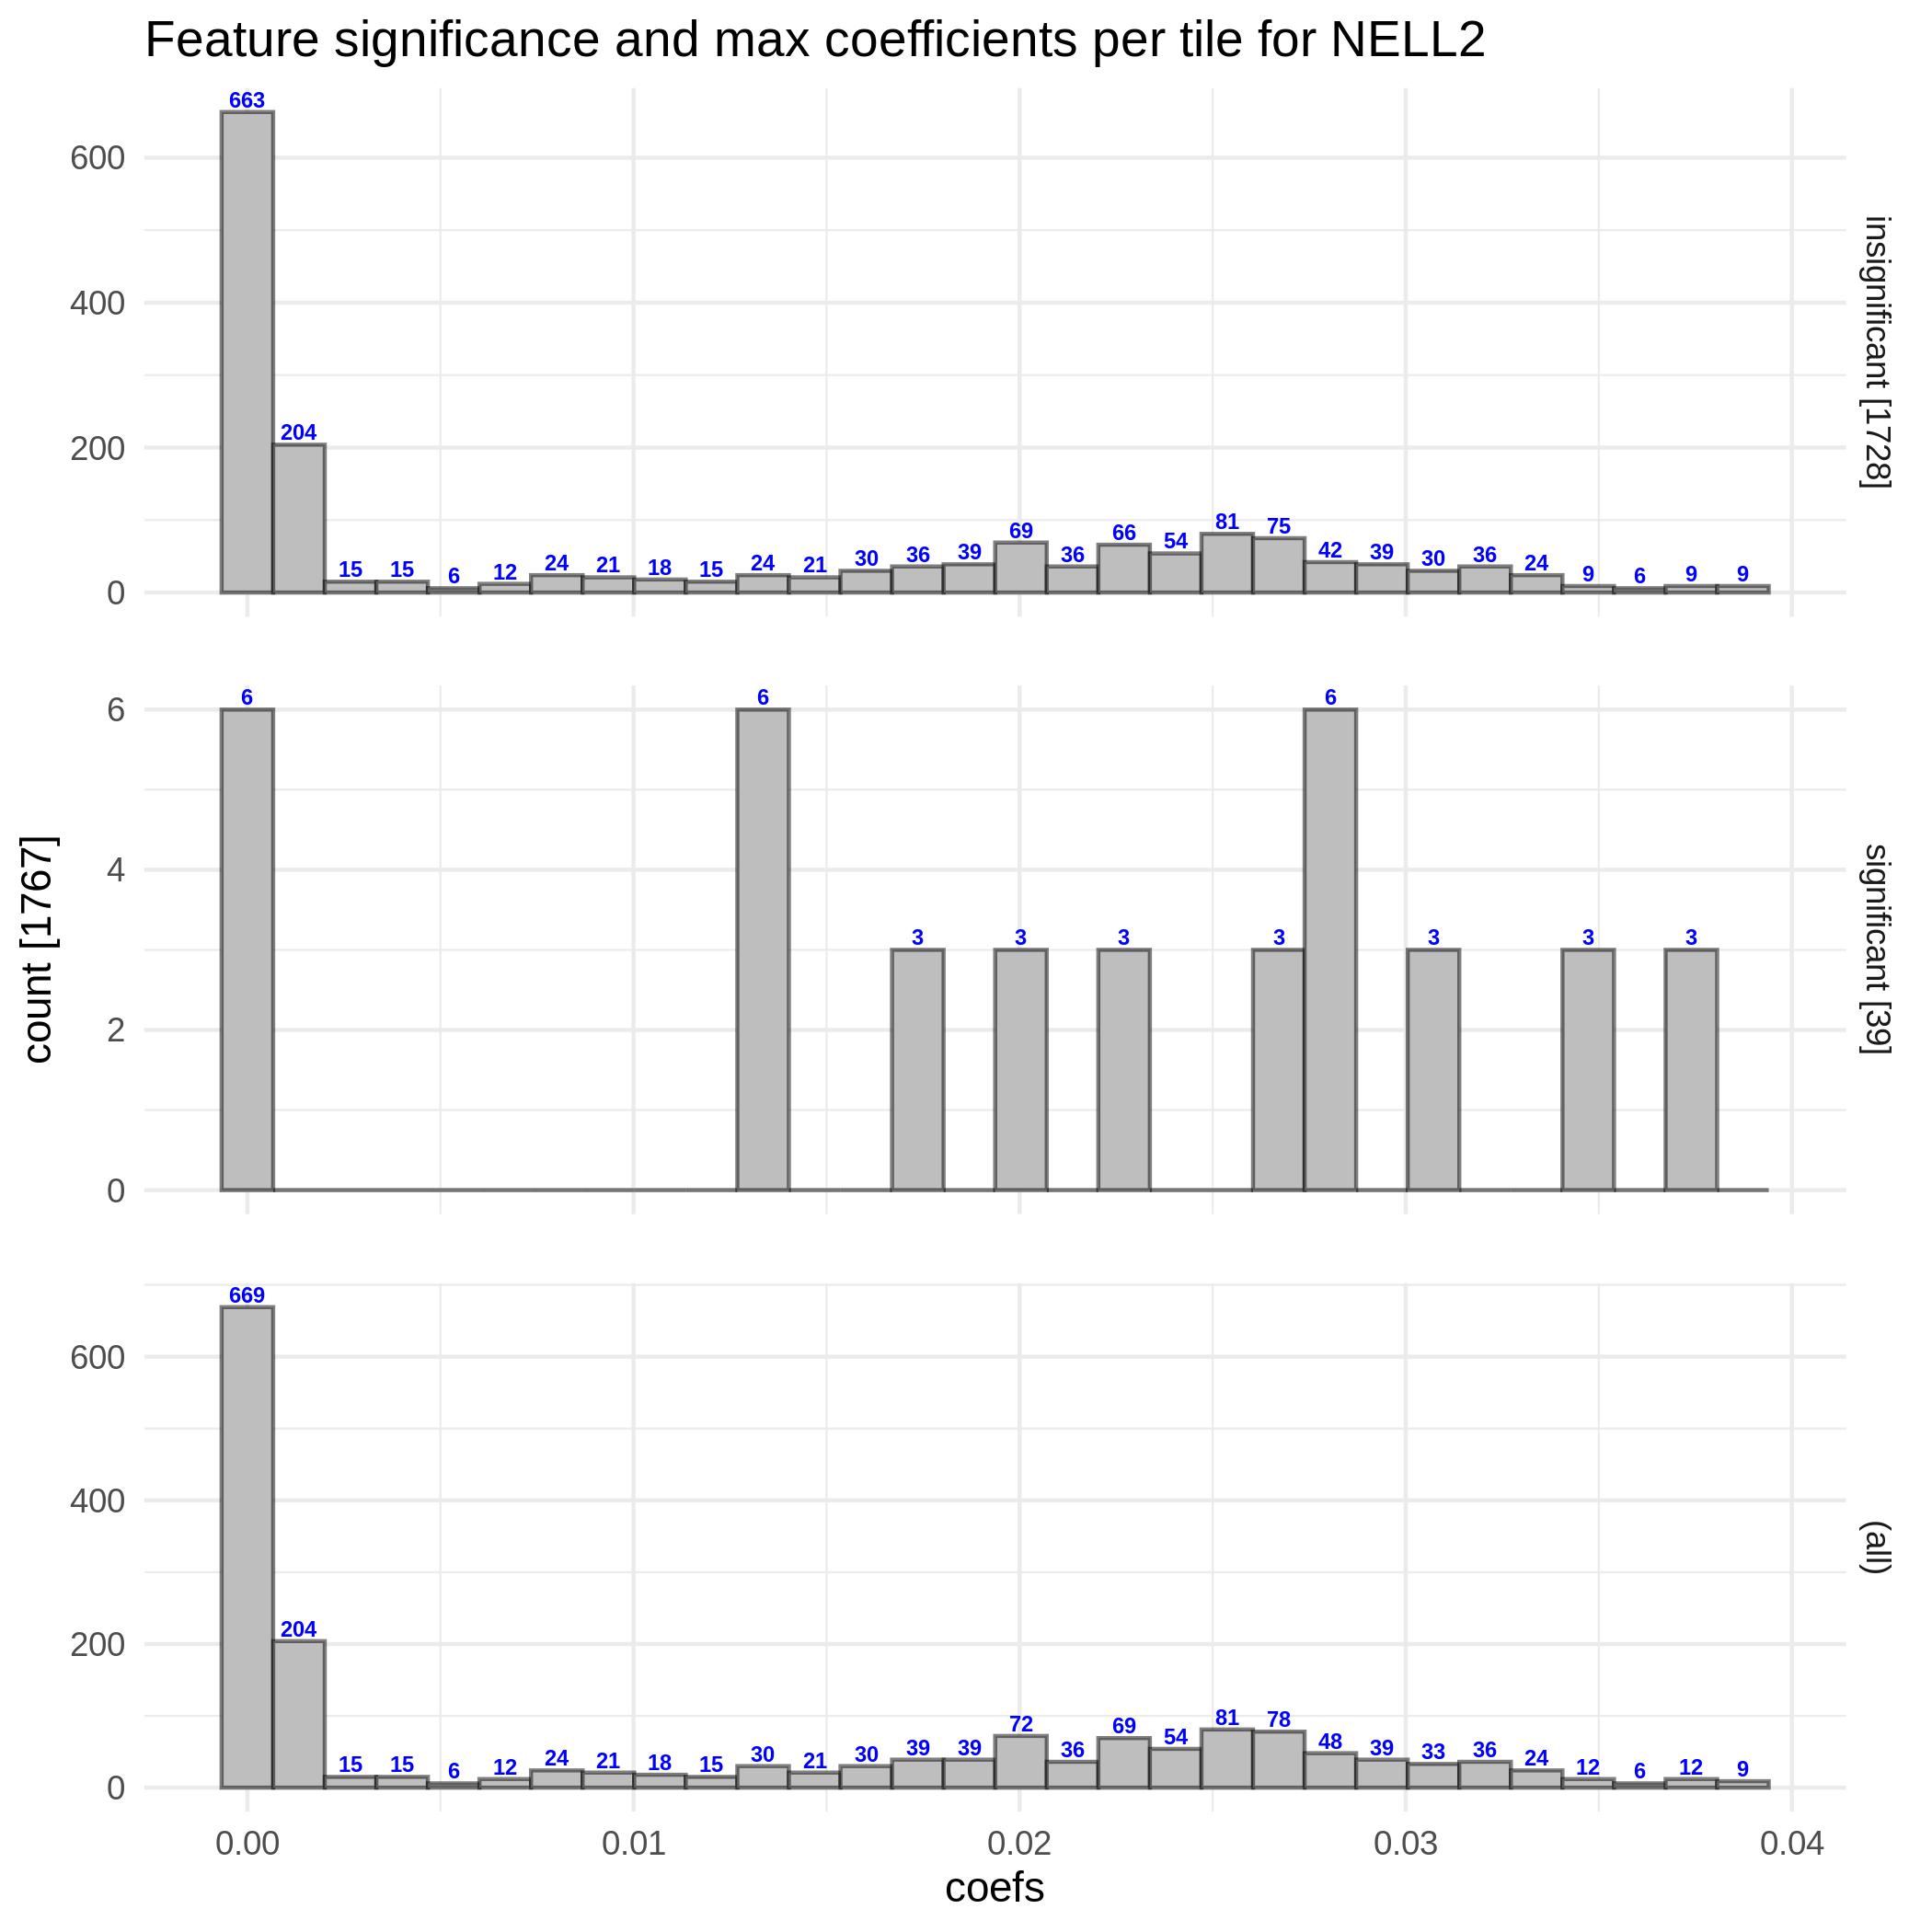 Feature significance and max coefficients per tile for NELL2
663
600
400
200
0
204
15 15 6 12 24 21 18 15 24 21 30 36 39 69 36 66 54 81 75 42 39 30 36 24 9 6 9 9
insignificant [1728]
6 6 6
3 3 3 3 3 3 3
6
4
2
0
significant [39]
count [1767]
669
600
400
200
0
204
15 15 6 12 24 21 18 15 30 21 30 39 39 72 36 69 54 81 78 48 39 33 36 24 12 6 12 9
(all)
0.00 0.01 0.02 0.03 0.04
coefs